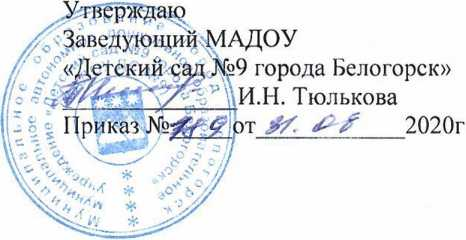 Утверждаю
Заведующий МАДОУ
«Детский сад №9 города Белогорск»
И.Н. Тюлькова
Приказ № от 31.08 2020г